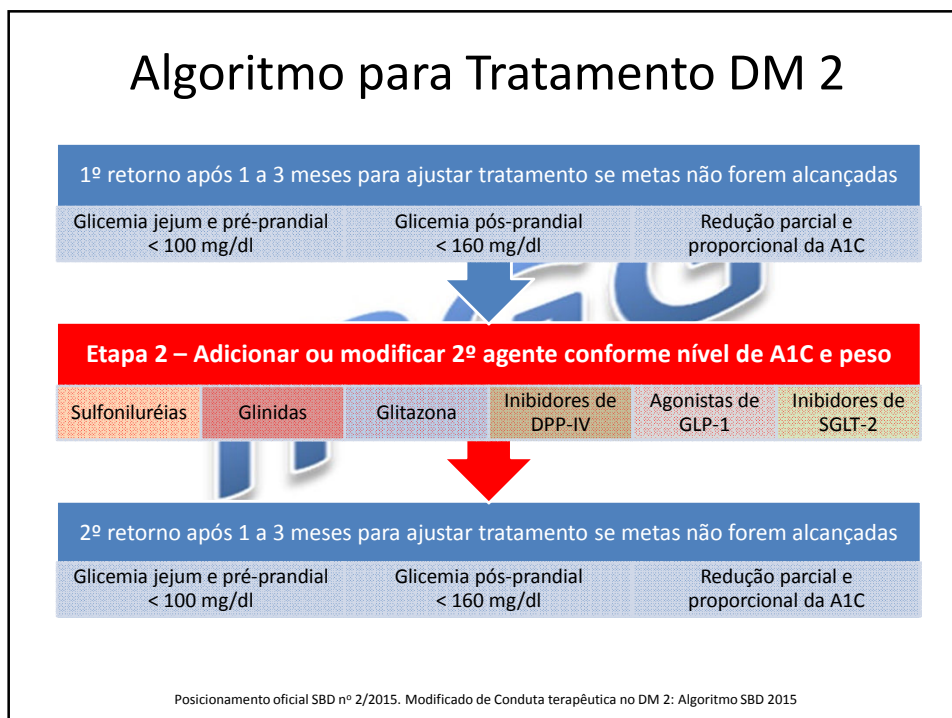 Algoritmo para Tratamento DM 2
1º retorno após 1 a 3 meses para ajustar tratamento se metas não forem alcançadas
Glicemia jejum e pré-prandial
< 100 mg/dl
Glicemia pós-prandial
< 160 mg/dl
Redução parcial e
proporcional da A1C
Etapa 2 – Adicionar ou modificar 2º agente conforme nível de A1C e peso
Sulfoniluréias
Glinidas
Glitazona
Inibidores de
DPP-IV
Agonistas de
GLP-1
Inibidores de
SGLT-2
2º retorno após 1 a 3 meses para ajustar tratamento se metas não forem alcançadas
Glicemia jejum e pré-prandial
< 100 mg/dl
Glicemia pós-prandial
< 160 mg/dl
Redução parcial e
proporcional da A1C
Posicionamento oficial SBD nº 2/2015. Modificado de Conduta terapêutica no DM 2: Algoritmo SBD 2015